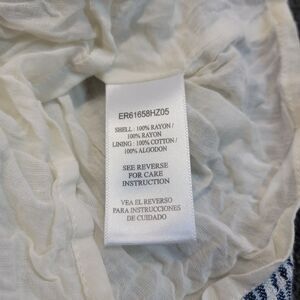 ER61658HZ05
SHELL : 100% RAYON /
100% RAYON
LINING : 100% COTTON /
100% ALGODON
SEE REVERSE
FOR CARE
INSTRUCTION
VEA EL REVERSO
PARA INSTRUCCIONES
DE CUIDADO